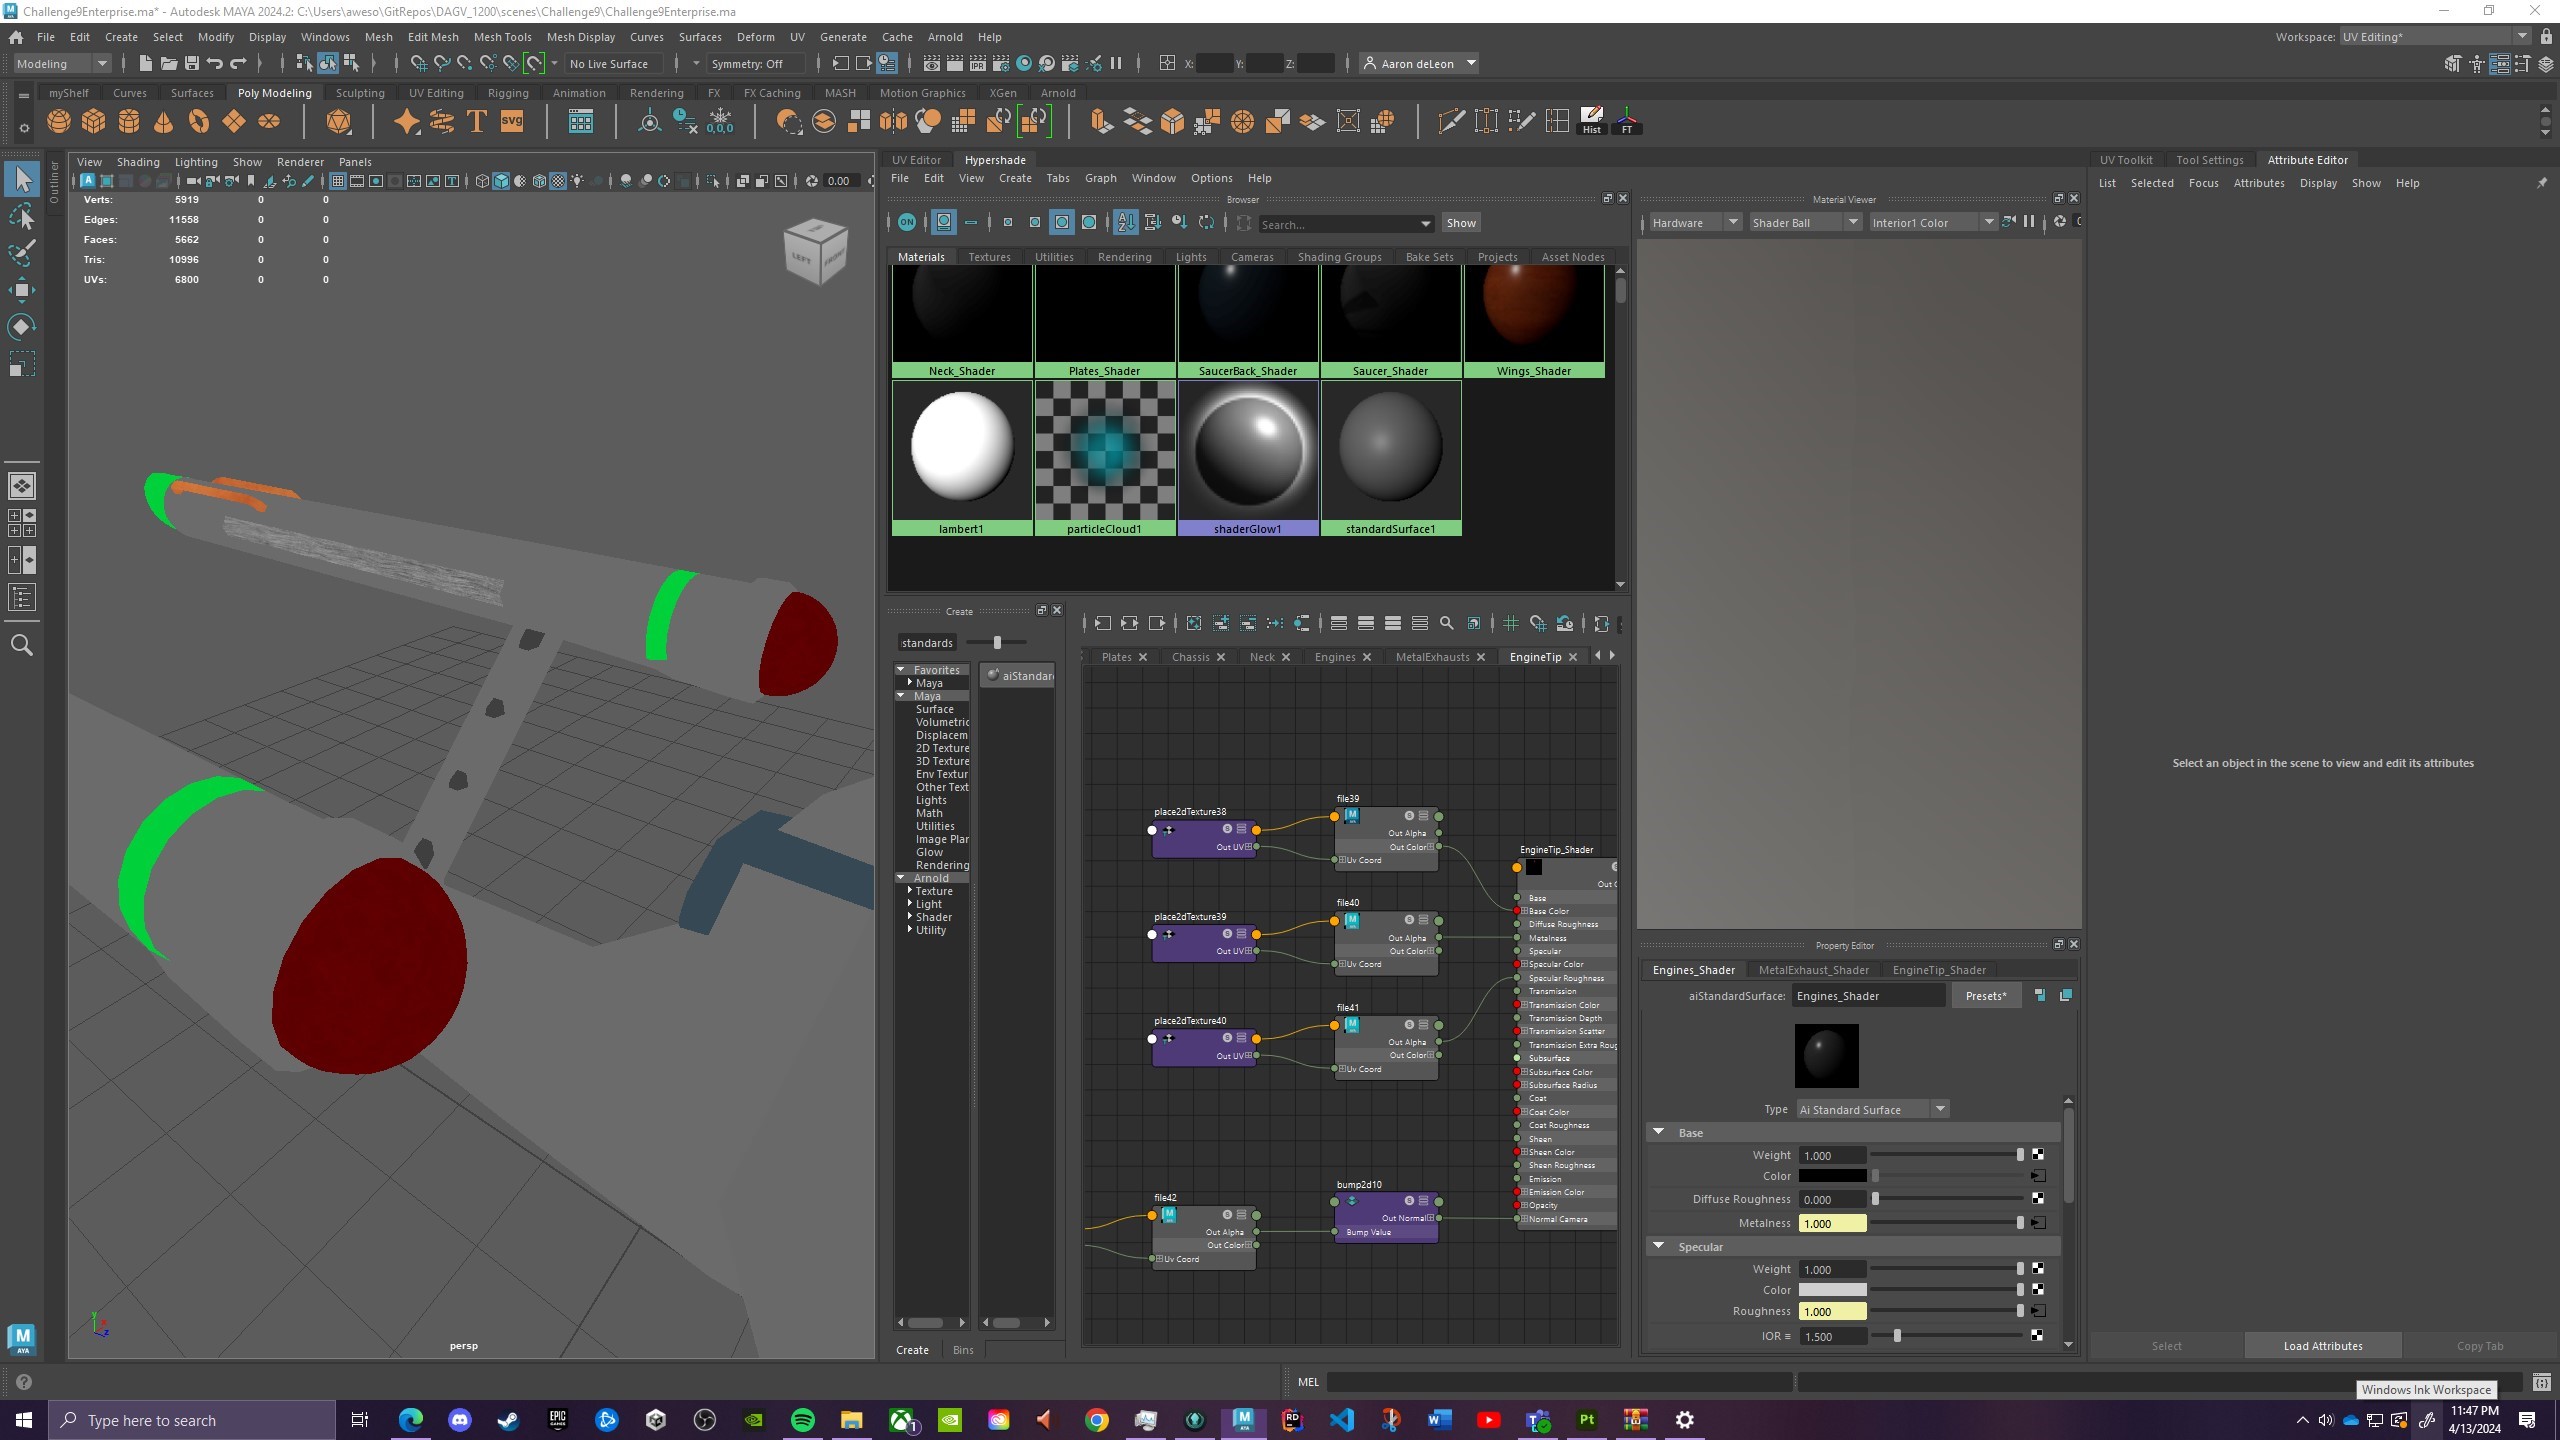 Challenge9Enterprise.ma* - Autodesk MAYA 2024.2: C:\Users\aweso\GitRepos\DAGV_1200\scenes\Challenge9\Challenge9Enterprise.ma
File Edit Create Select Modify Display Windows Mesh Edit Mesh Mesh Tools Mesh Display Curves Surfaces Deform UV Generate Cache Arnold Help
Workspace: UV Editing*
Modeling No Live Surface Symmetry: Off X: Y: Z: Aaron deLeon
myShelf Curves Surfaces Poly Modeling Sculpting UV Editing Rigging Animation Rendering FX FX Caching MASH Motion Graphics XGen Arnold
T svg 0,0,0 Hist FT
Outliner
View Shading Lighting Show Renderer Panels
0.00
Verts: 5919 0 0
Edges: 11558 0 0
Faces: 5662 0 0
Tris: 10996 0 0
UVs: 6800 0 0
LEFT FRONT
persp
UV Editor Hypershade
File Edit View Create Tabs Graph Window Options Help
Browser
ON Search... Show
Materials Textures Utilities Rendering Lights Cameras Shading Groups Bake Sets Projects Asset Nodes
Neck_Shader Plates_Shader SaucerBack_Shader Saucer_Shader Wings_Shader
lambert1 particleCloud1 shaderGlow1 standardSurface1
Create
standards
Favorites
Maya
Maya
Surface
Volumetric
Displacem
2D Texture
3D Texture
Env Textur
Other Text
Lights
Math
Utilities
Image Plar
Glow
Rendering
Arnold
Texture
Light
Shader
Utility
aiStandar
Create Bins
Plates Chassis Neck Engines MetalExhausts EngineTip
place2dTexture38
Out UV
file39
Out Alpha
Out Color
Uv Coord
place2dTexture39
Out UV
file40
Out Alpha
Out Color
Uv Coord
place2dTexture40
Out UV
file41
Out Alpha
Out Color
Uv Coord
file42
Out Alpha
Out Color
Uv Coord
bump2d10
Out Normal
Bump Value
EngineTip_Shader
Out C
Base
Base Color
Diffuse Roughness
Metalness
Specular
Specular Color
Specular Roughness
Transmission
Transmission Color
Transmission Depth
Transmission Scatter
Transmission Extra Roug
Subsurface
Subsurface Color
Subsurface Radius
Coat
Coat Color
Coat Roughness
Sheen
Sheen Color
Sheen Roughness
Emission
Emission Color
Opacity
Normal Camera
Material Viewer
Hardware Shader Ball Interior1 Color
Property Editor
Engines_Shader MetalExhaust_Shader EngineTip_Shader
aiStandardSurface: Engines_Shader Presets*
Type Ai Standard Surface
Base
Weight 1.000
Color
Diffuse Roughness 0.000
Metalness 1.000
Specular
Weight 1.000
Color
Roughness 1.000
IOR 1.500
UV Toolkit Tool Settings Attribute Editor
List Selected Focus Attributes Display Show Help
Select an object in the scene to view and edit its attributes
Select Load Attributes Copy Tab
MEL
Windows Ink Workspace
Type here to search
11:47 PM
4/13/2024